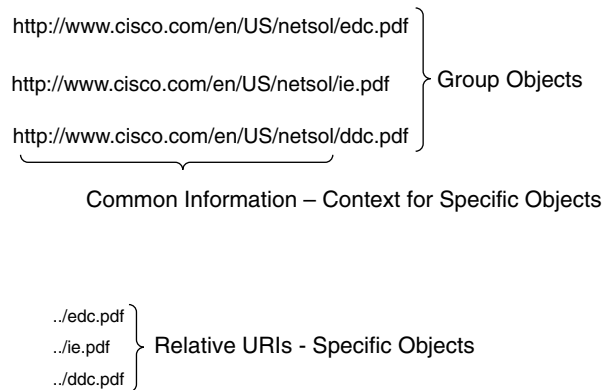 http://www.cisco.com/en/US/netsol/edc.pdf
http://www.cisco.com/en/US/netsol/ie.pdf
Group Objects
http://www.cisco.com/en/US/netsol/ddc.pdf
Common Information – Context for Specific Objects
../edc.pdf
../ie.pdf
Relative URIs - Specific Objects
../ddc.pdf